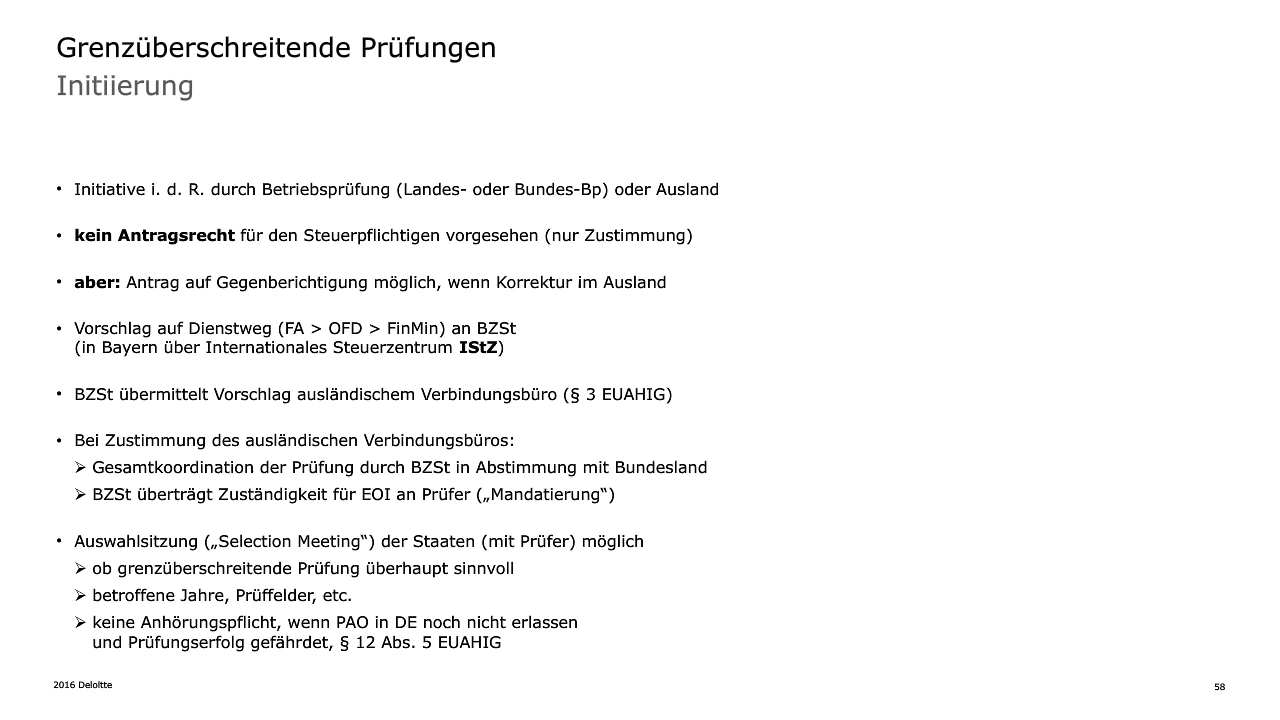 Grenzüberschreitende Prüfungen
Initiierung
• Initiative i. d. R. durch Betriebsprüfung (Landes- oder Bundes-Bp) oder Ausland
• kein Antragsrecht für den Steuerpflichtigen vorgesehen (nur Zustimmung)
• aber: Antrag auf Gegenberichtigung möglich, wenn Korrektur im Ausland
• Vorschlag auf Dienstweg (FA > OFD > FinMin) an BZSt
(in Bayern über Internationales Steuerzentrum IStZ)
• BZSt übermittelt Vorschlag ausländischem Verbindungsbüro (§ 3 EUAHIG)
• Bei Zustimmung des ausländischen Verbindungsbüros:
➢ Gesamtkoordination der Prüfung durch BZSt in Abstimmung mit Bundesland
➢ BZSt überträgt Zuständigkeit für EOI an Prüfer („Mandatierung“)
• Auswahlsitzung („Selection Meeting“) der Staaten (mit Prüfer) möglich
➢ ob grenzüberschreitende Prüfung überhaupt sinnvoll
➢ betroffene Jahre, Prüffelder, etc.
➢ keine Anhörungspflicht, wenn PAO in DE noch nicht erlassen
und Prüfungserfolg gefährdet, § 12 Abs. 5 EUAHIG
2016 Deloitte
58